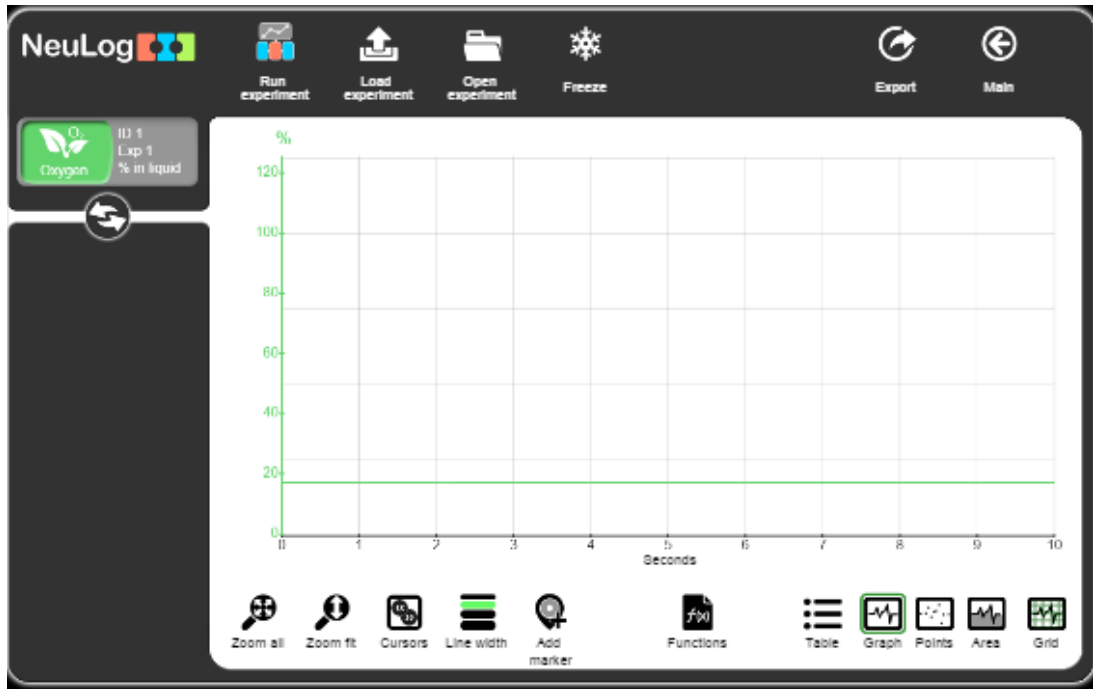 NeuLog
Run
experiment
Load
experiment
Open
experiment
Freeze
Export
Main
O₂
Oxygen
ID 1
Exp 1
% in liquid
%
120
100
80
60
40
20
0
0 1 2 3 4 5 6 7 8 9 10
Seconds
Zoom all
Zoom fit
Cursors
Line width
Add
marker
f(x)
Functions
Table
Graph
Points
Area
Grid